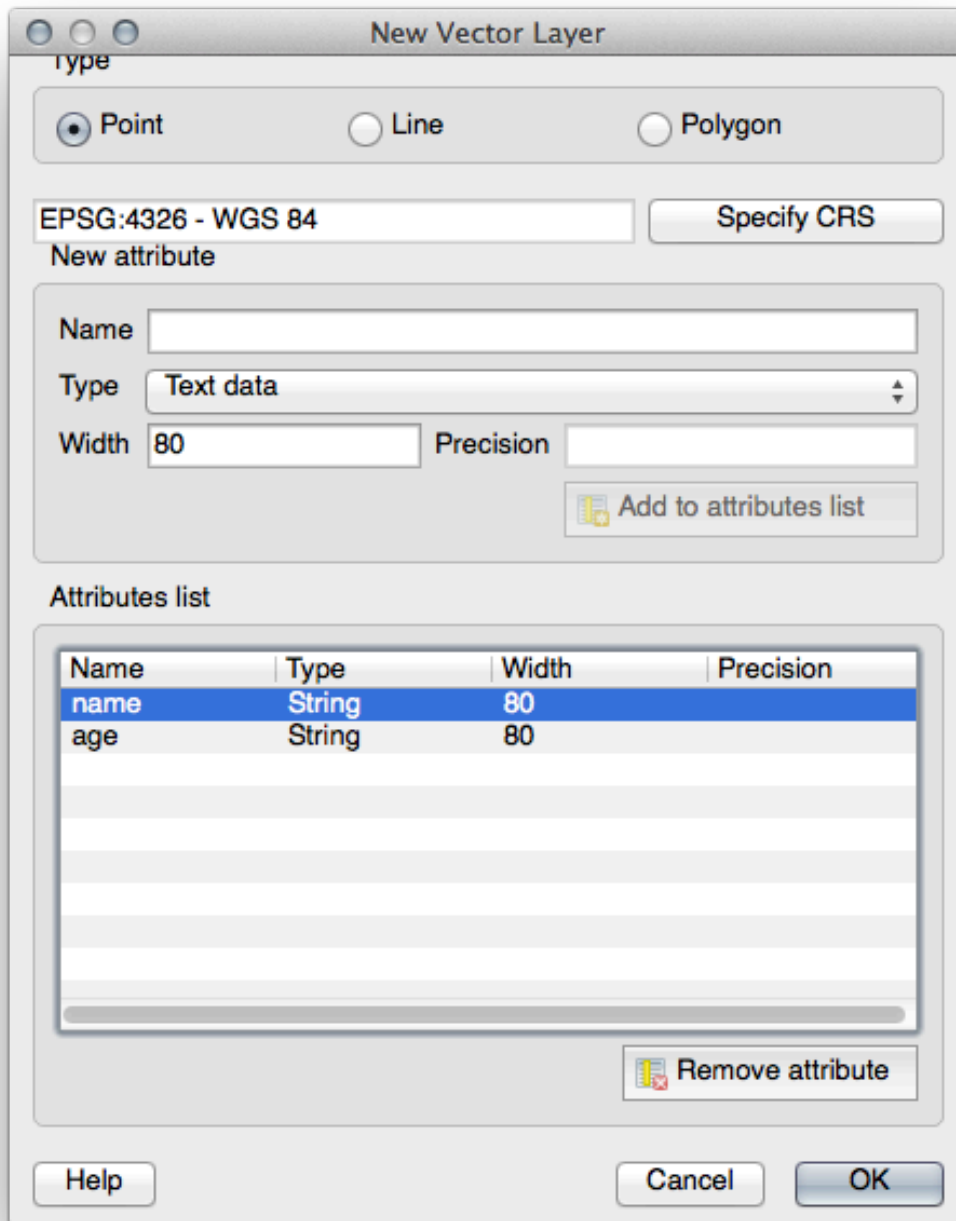 New Vector Layer
Type
Point Line Polygon
EPSG:4326 - WGS 84 Specify CRS
New attribute
Name
Type Text data
Width 80 Precision
Add to attributes list
Attributes list
Name Type Width Precision
name String 80
age String 80
Remove attribute
Help Cancel OK